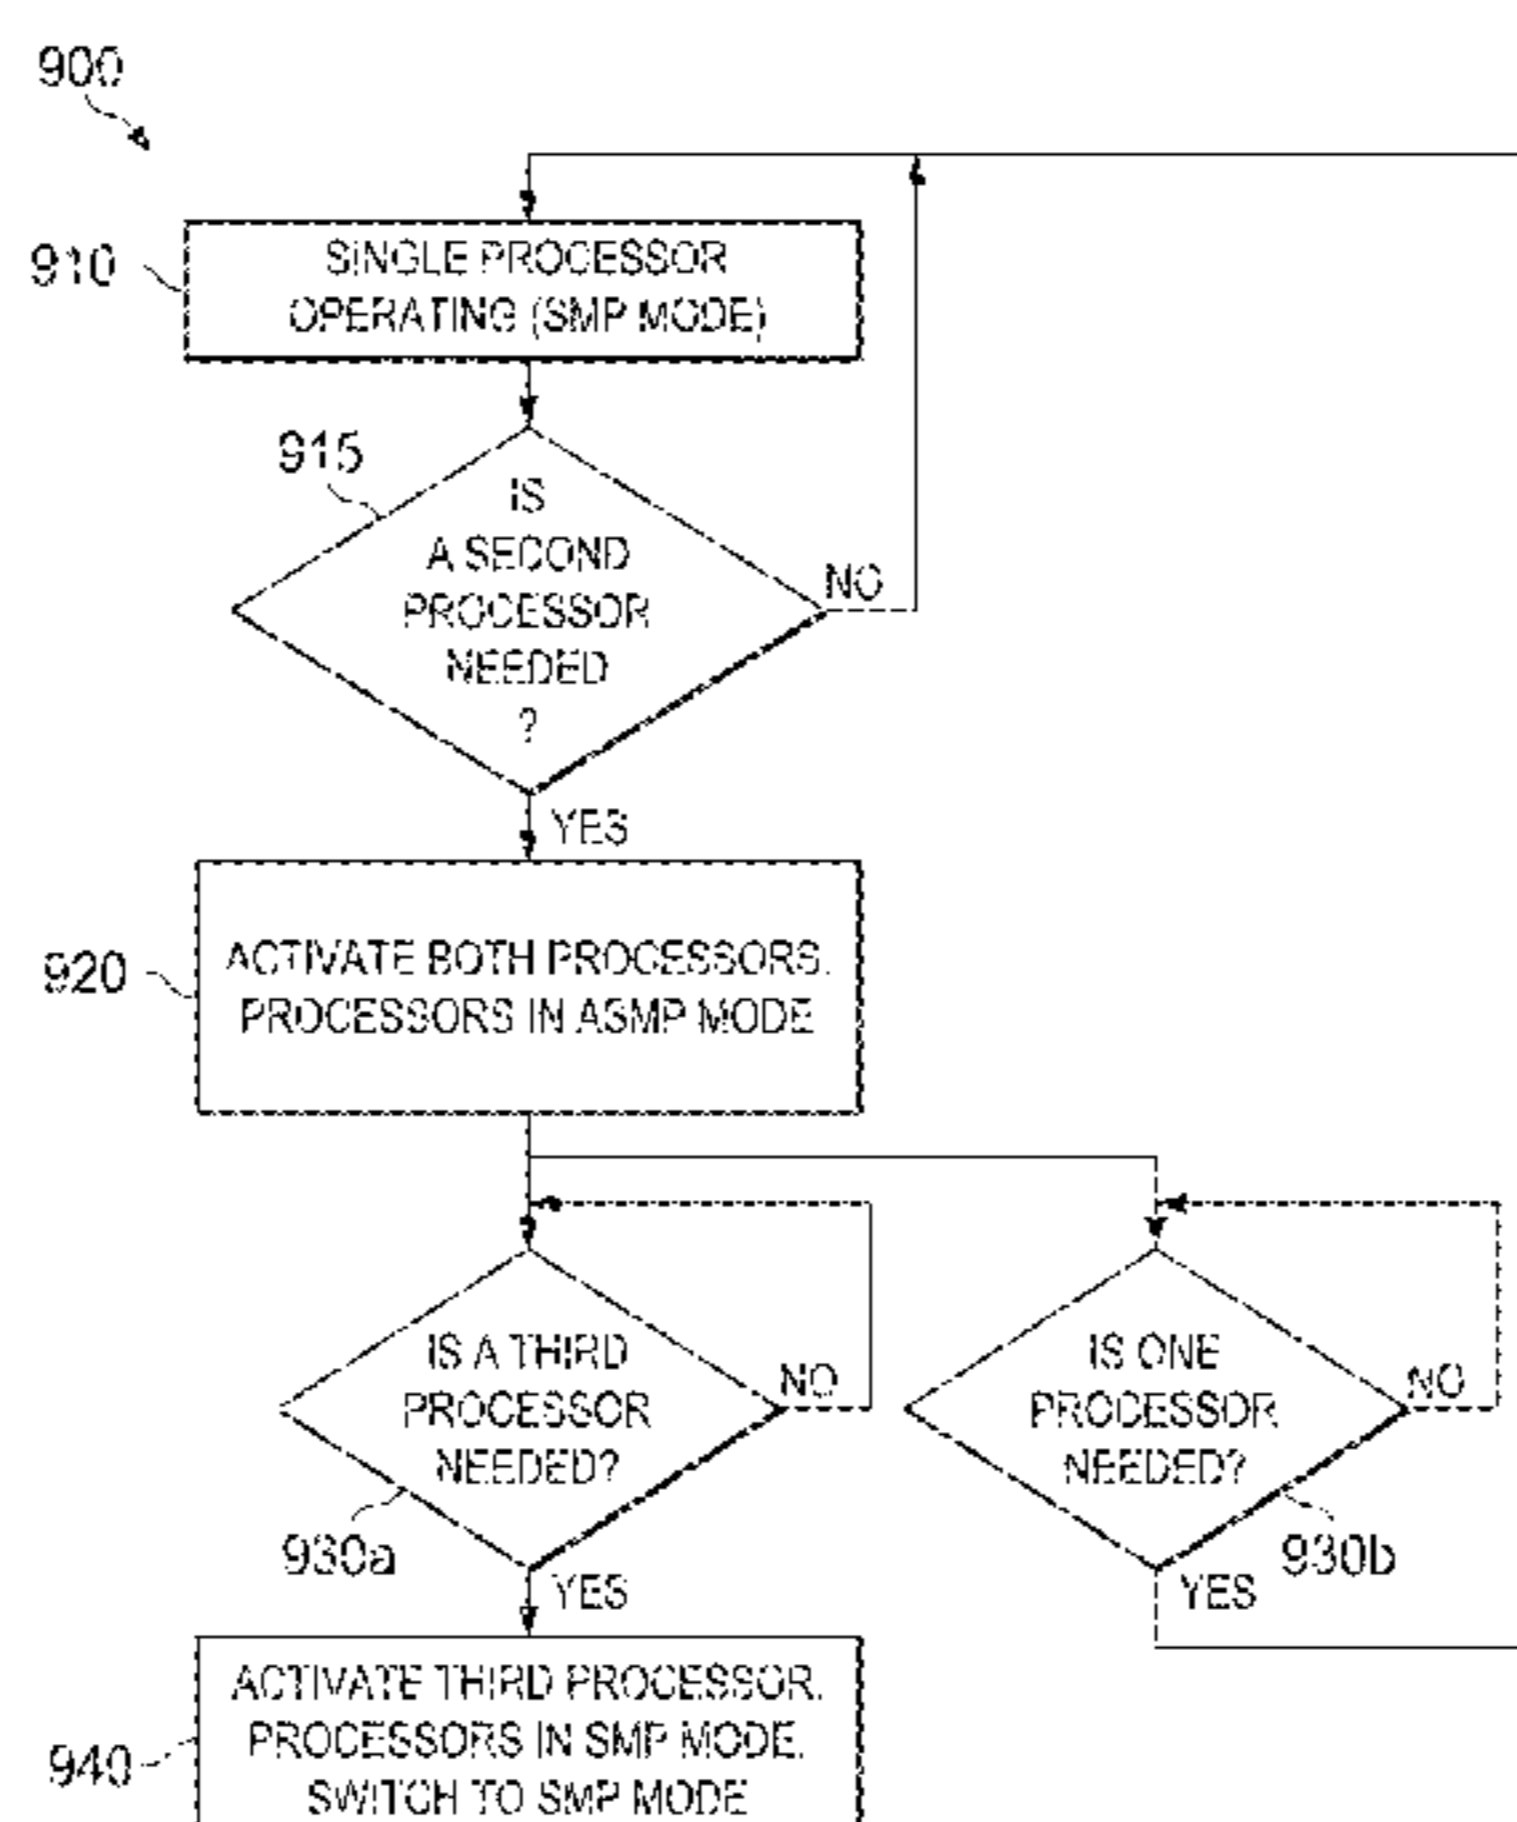 900
910
SINGLE PROCESSOR
OPERATING (SMP MODE)
915
IS
A SECOND
PROCESSOR
NEEDED
?
NO
YES
920
ACTIVATE BOTH PROCESSORS.
PROCESSORS IN ASMP MODE
IS A THIRD
PROCESSOR
NEEDED?
NO
930a
YES
IS ONE
PROCESSOR
NEEDED?
NO
930b
YES
940
ACTIVATE THIRD PROCESSOR.
PROCESSORS IN SMP MODE.
SWITCH TO SMP MODE